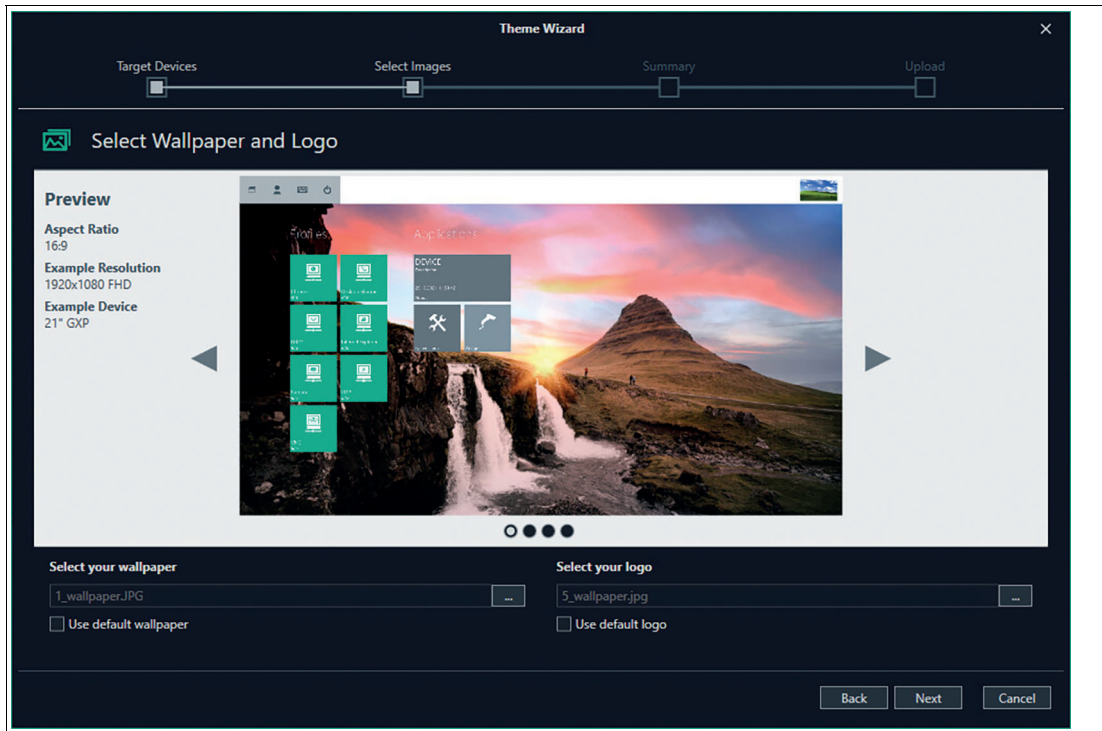 Theme Wizard
Target Devices
Select Images
Summary
Upload
Select Wallpaper and Logo
Preview
Aspect Ratio
16:9
Example Resolution
1920x1080 FHD
Example Device
21" GXP
Profiles
Applications
DEVICE
Select your wallpaper
1_wallpaper.JPG
...
Use default wallpaper
Select your logo
5_wallpaper.jpg
...
Use default logo
Back
Next
Cancel